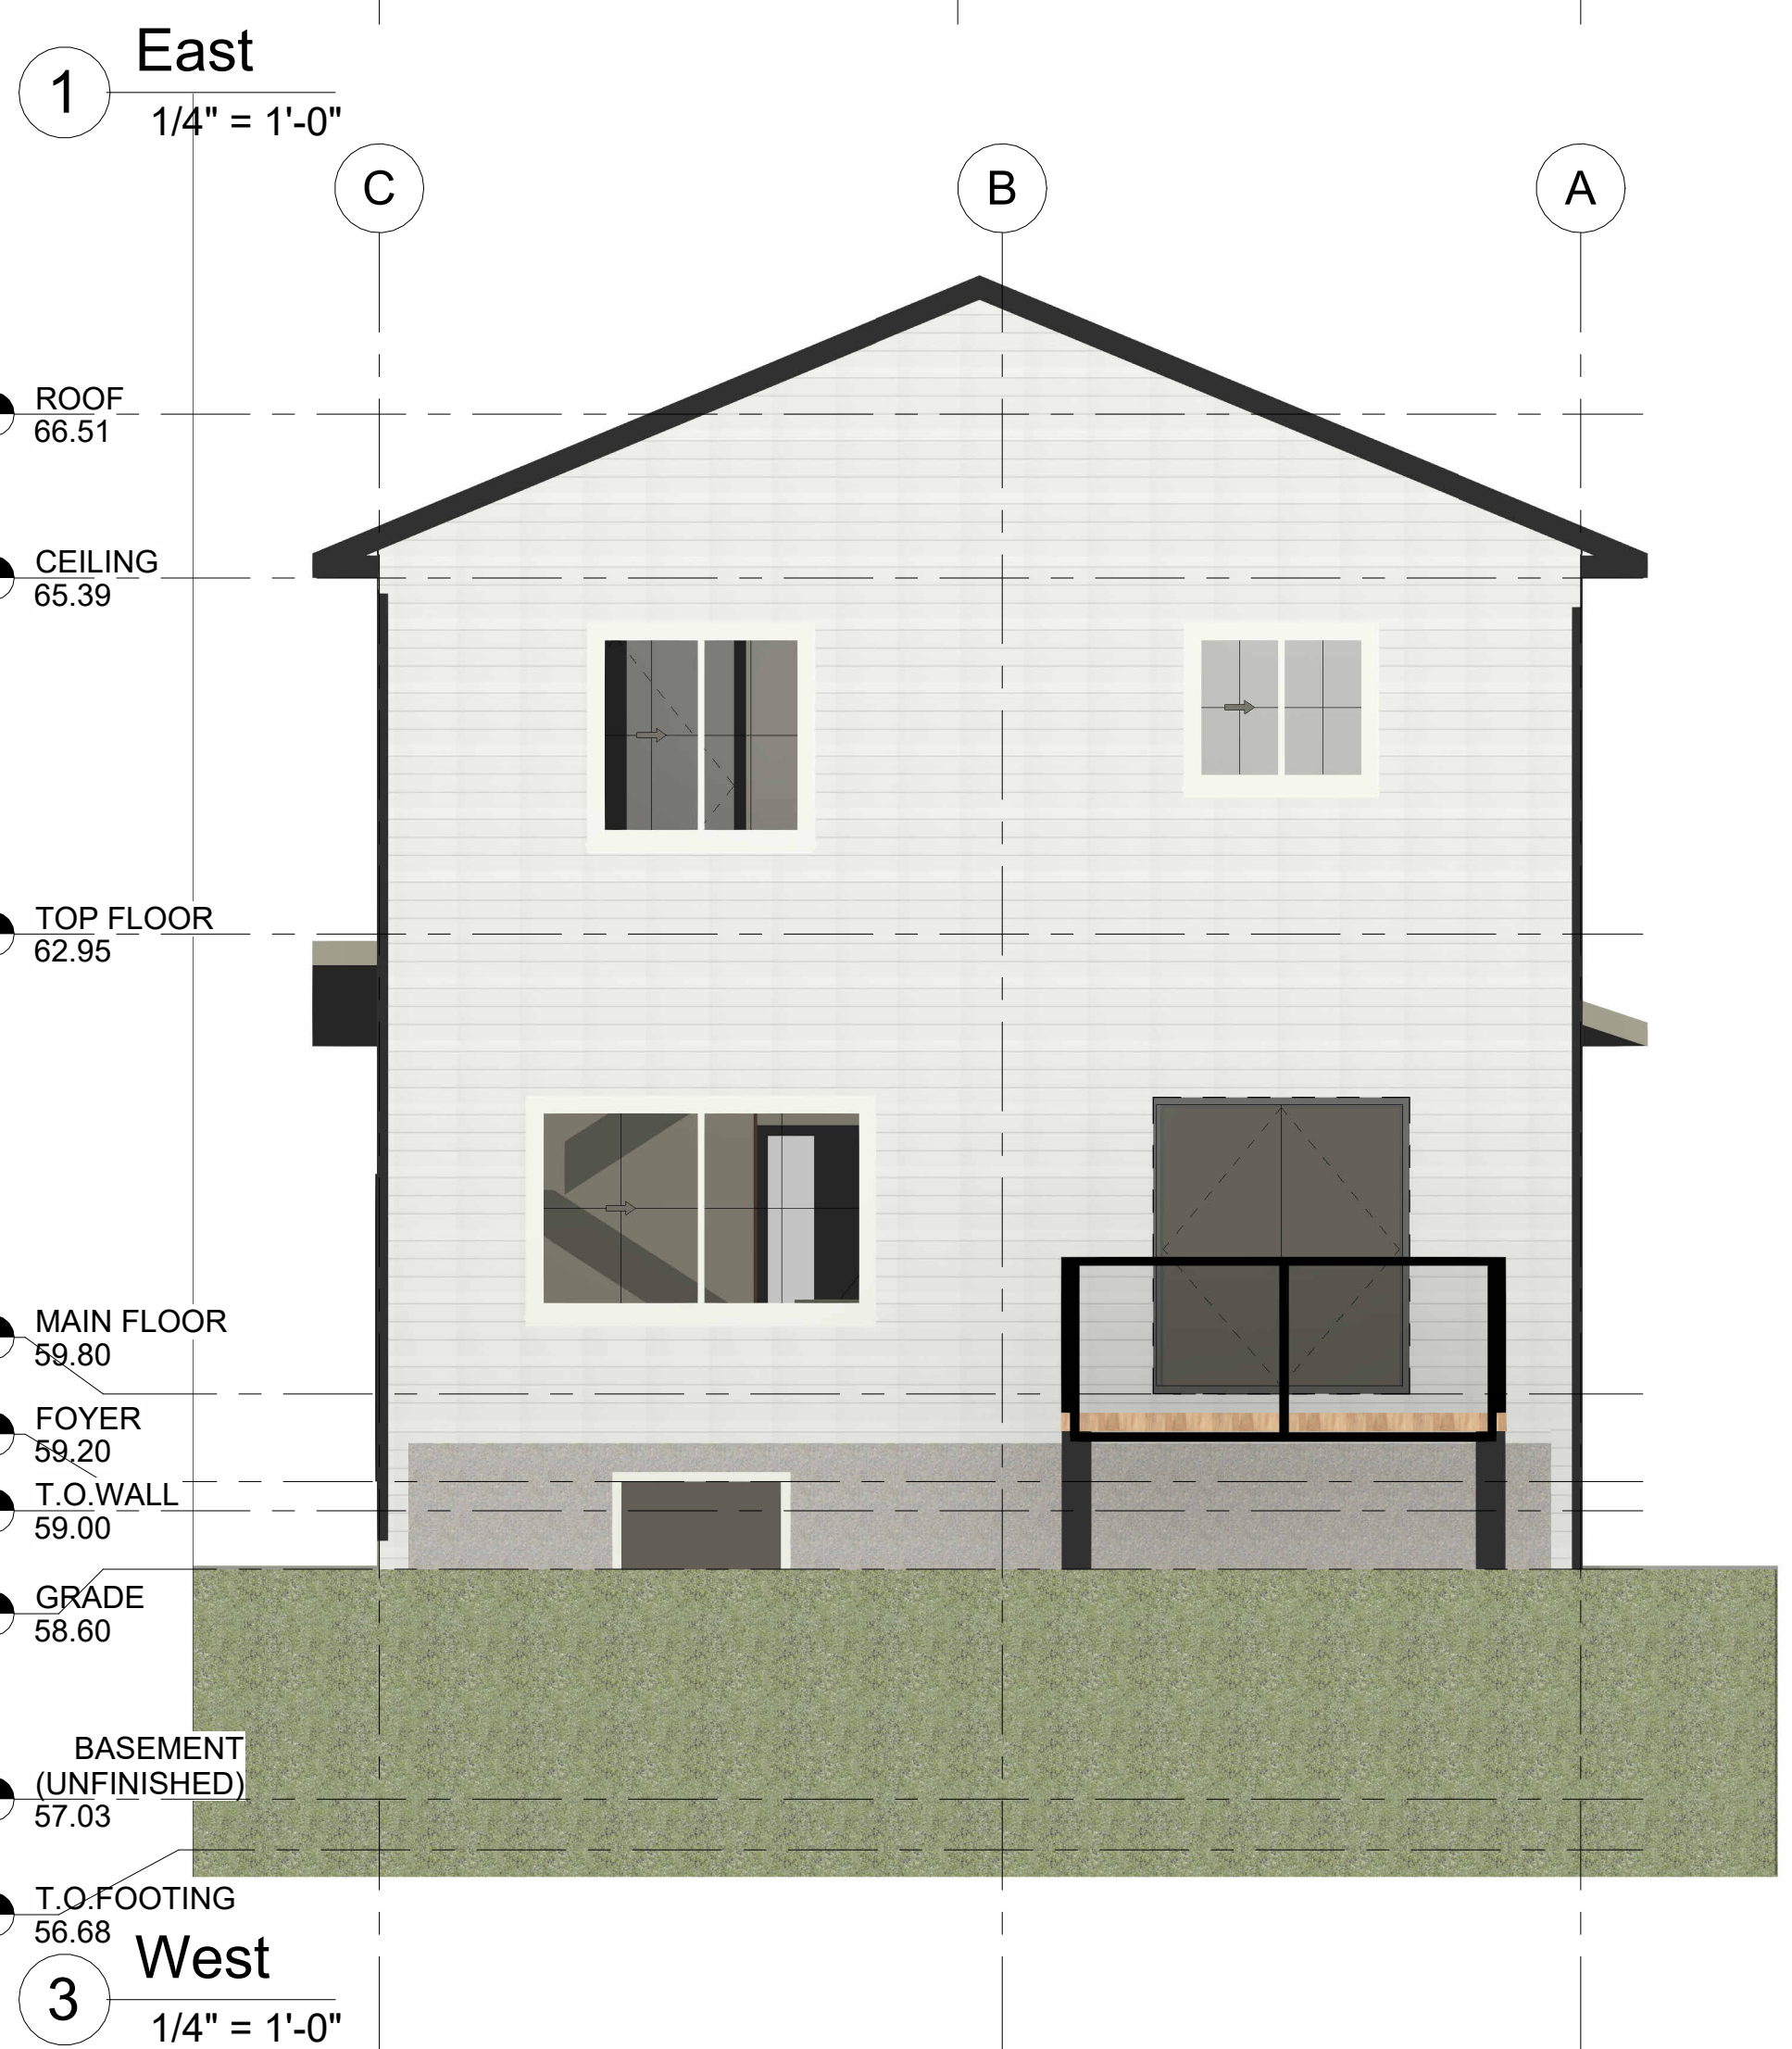 1
East
1/4" = 1'-0"
C
B
A
ROOF
66.51
CEILING
65.39
TOP FLOOR
62.95
MAIN FLOOR
59.80
FOYER
59.20
T.O.WALL
59.00
GRADE
58.60
BASEMENT
(UNFINISHED)
57.03
T.O.FOOTING
56.68
3
West
1/4" = 1'-0"